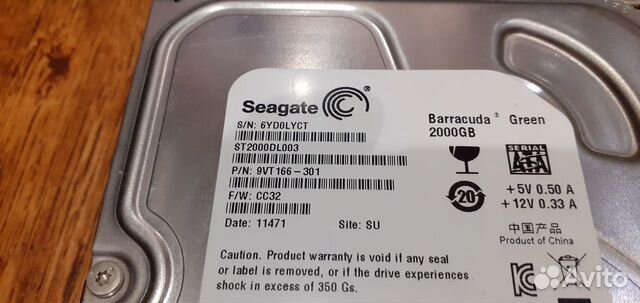 Seagate
S/N: 6YD0LYCT
ST2000DL003
P/N: 9VT166-301
F/W: CC32
Date: 11471 Site: SU
Barracuda® Green
2000GB
SERIAL
ATA
20
+5V 0.50 A
+12V 0.33 A
中国产品
Product of China
Caution. Product warranty is void if any seal
or label is removed, or if the drive experiences
shock in excess of 350 Gs.
Avito